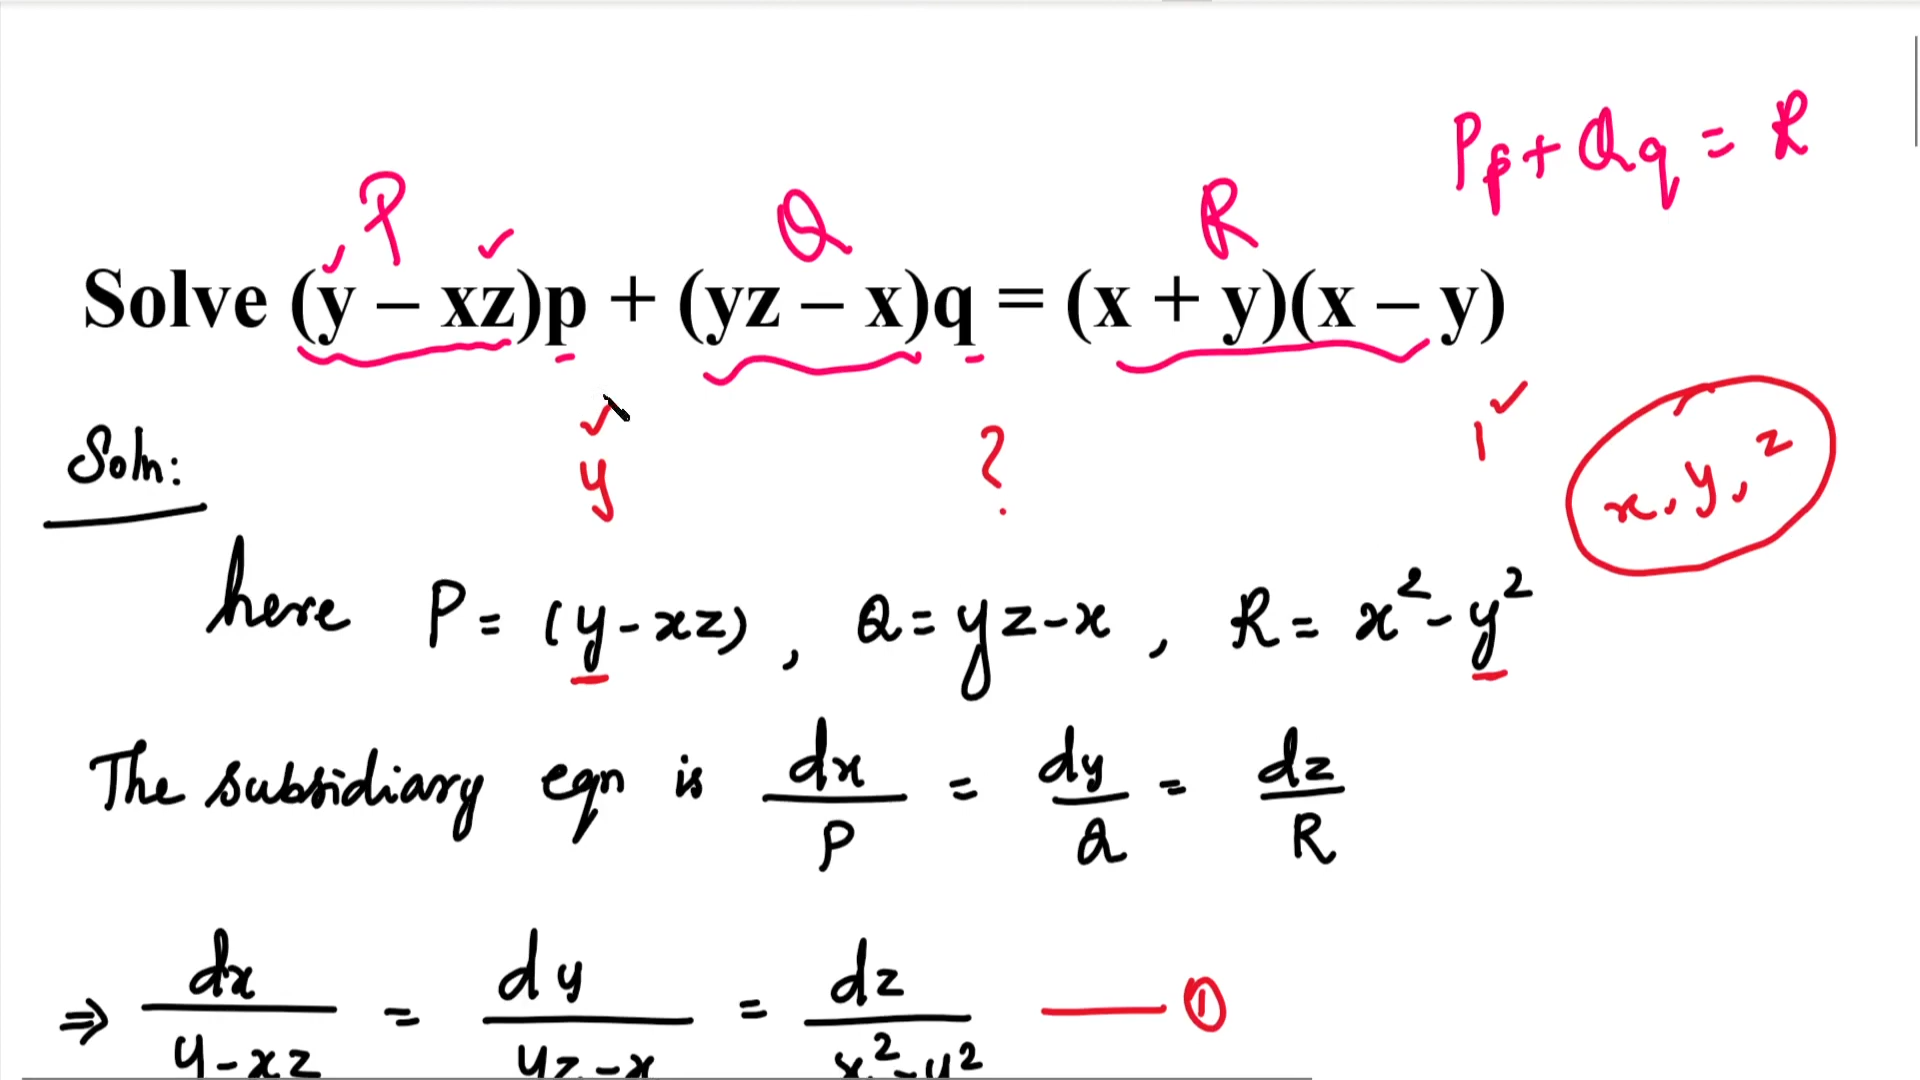 Pp + Qq = R
P Q R
Solve (y – xz)p + (yz – x)q = (x + y)(x – y)
y ? 1 x, y, z
Soln:
here P = (y-xz), Q = yz-x, R = x²-y²
The subsidiary eqn is dx/P = dy/Q = dz/R
⇒ dx/y-xz = dy/yz-x = dz/x²-y² —— ①